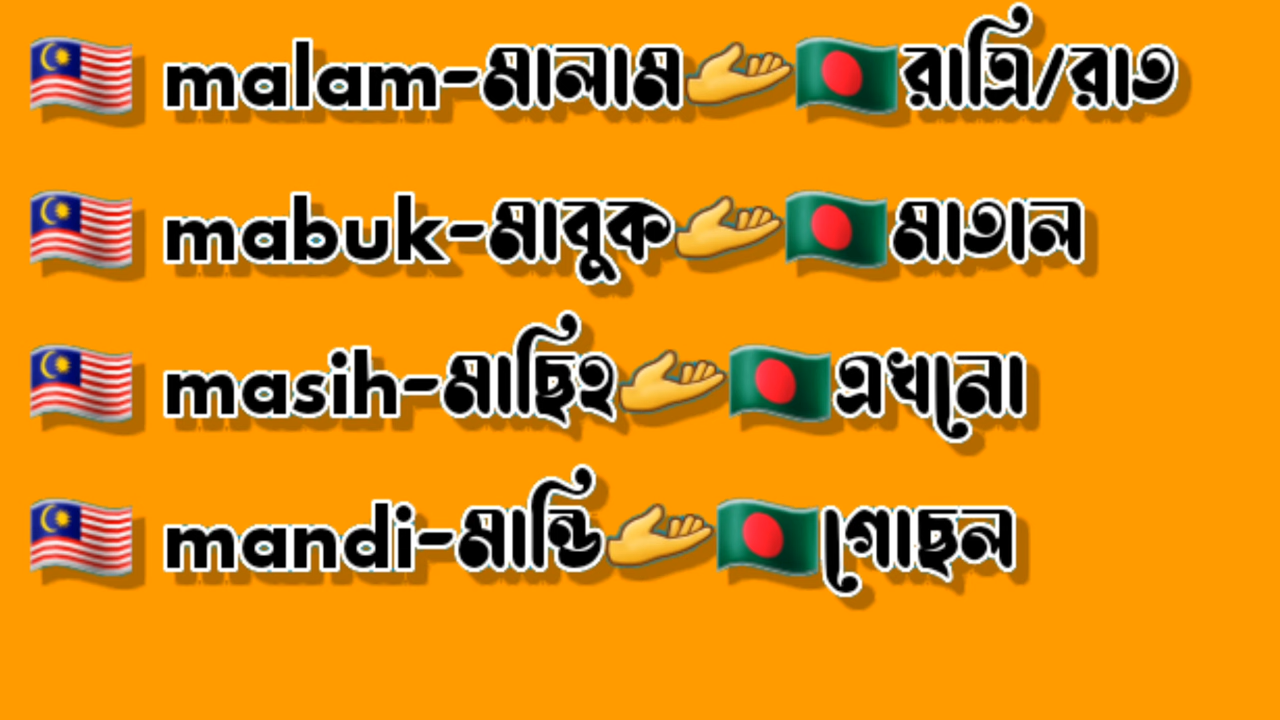 🇲🇾 malam-মালাম🫴🇧🇩রাত্রি/রাত
🇲🇾 mabuk-মাবুক🫴🇧🇩মাতাল
🇲🇾 masih-মাছিহ🫴🇧🇩এখনো
🇲🇾 mandi-মান্ডি🫴🇧🇩গোছল